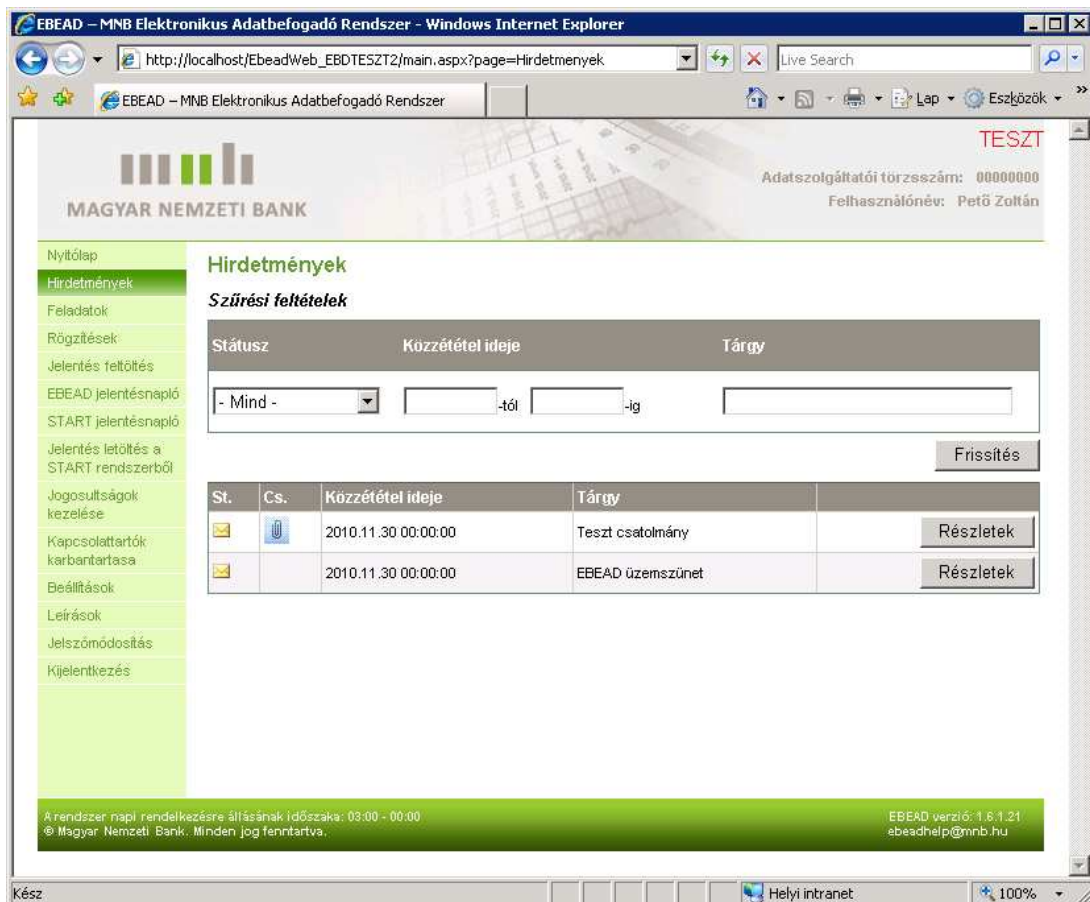 EBEAD – MNB Elektronikus Adatbefogadó Rendszer - Windows Internet Explorer
http://localhost/EbeadWeb_EBDTESZT2/main.aspx?page=Hirdetmenyek
Live Search
EBEAD – MNB Elektronikus Adatbefogadó Rendszer
Lap
Eszközök
»
TESZT
Adatszolgáltatói törzsszám: 00000000
Felhasználónév: Pető Zoltán
MAGYAR NEMZETI BANK
Nyitólap
Hirdetmények
Feladatok
Rögzítések
Jelentés feltöltés
EBEAD jelentésnapló
START jelentésnapló
Jelentés letöltés a
START rendszerből
Jogosultságok
kezelése
Kapcsolattartók
karbantartasa
Beállítások
Leírások
Jelszómódosítás
Kijelentkezés
Hirdetmények
Szűrési feltételek
Státusz Közzététel ideje Tárgy
- Mind - -tól -ig
Frissítés
St. Cs. Közzététel ideje Tárgy
2010.11.30 00:00:00 Teszt csatolmány Részletek
2010.11.30 00:00:00 EBEAD üzemszünet Részletek
A rendszer napi rendelkezésre állásának időszaka: 03:00 - 00:00 EBEAD verzió: 1.6.1.21
© Magyar Nemzeti Bank. Minden jog fenntartva. ebeadhelp@mnb.hu
Kész Helyi intranet 100%